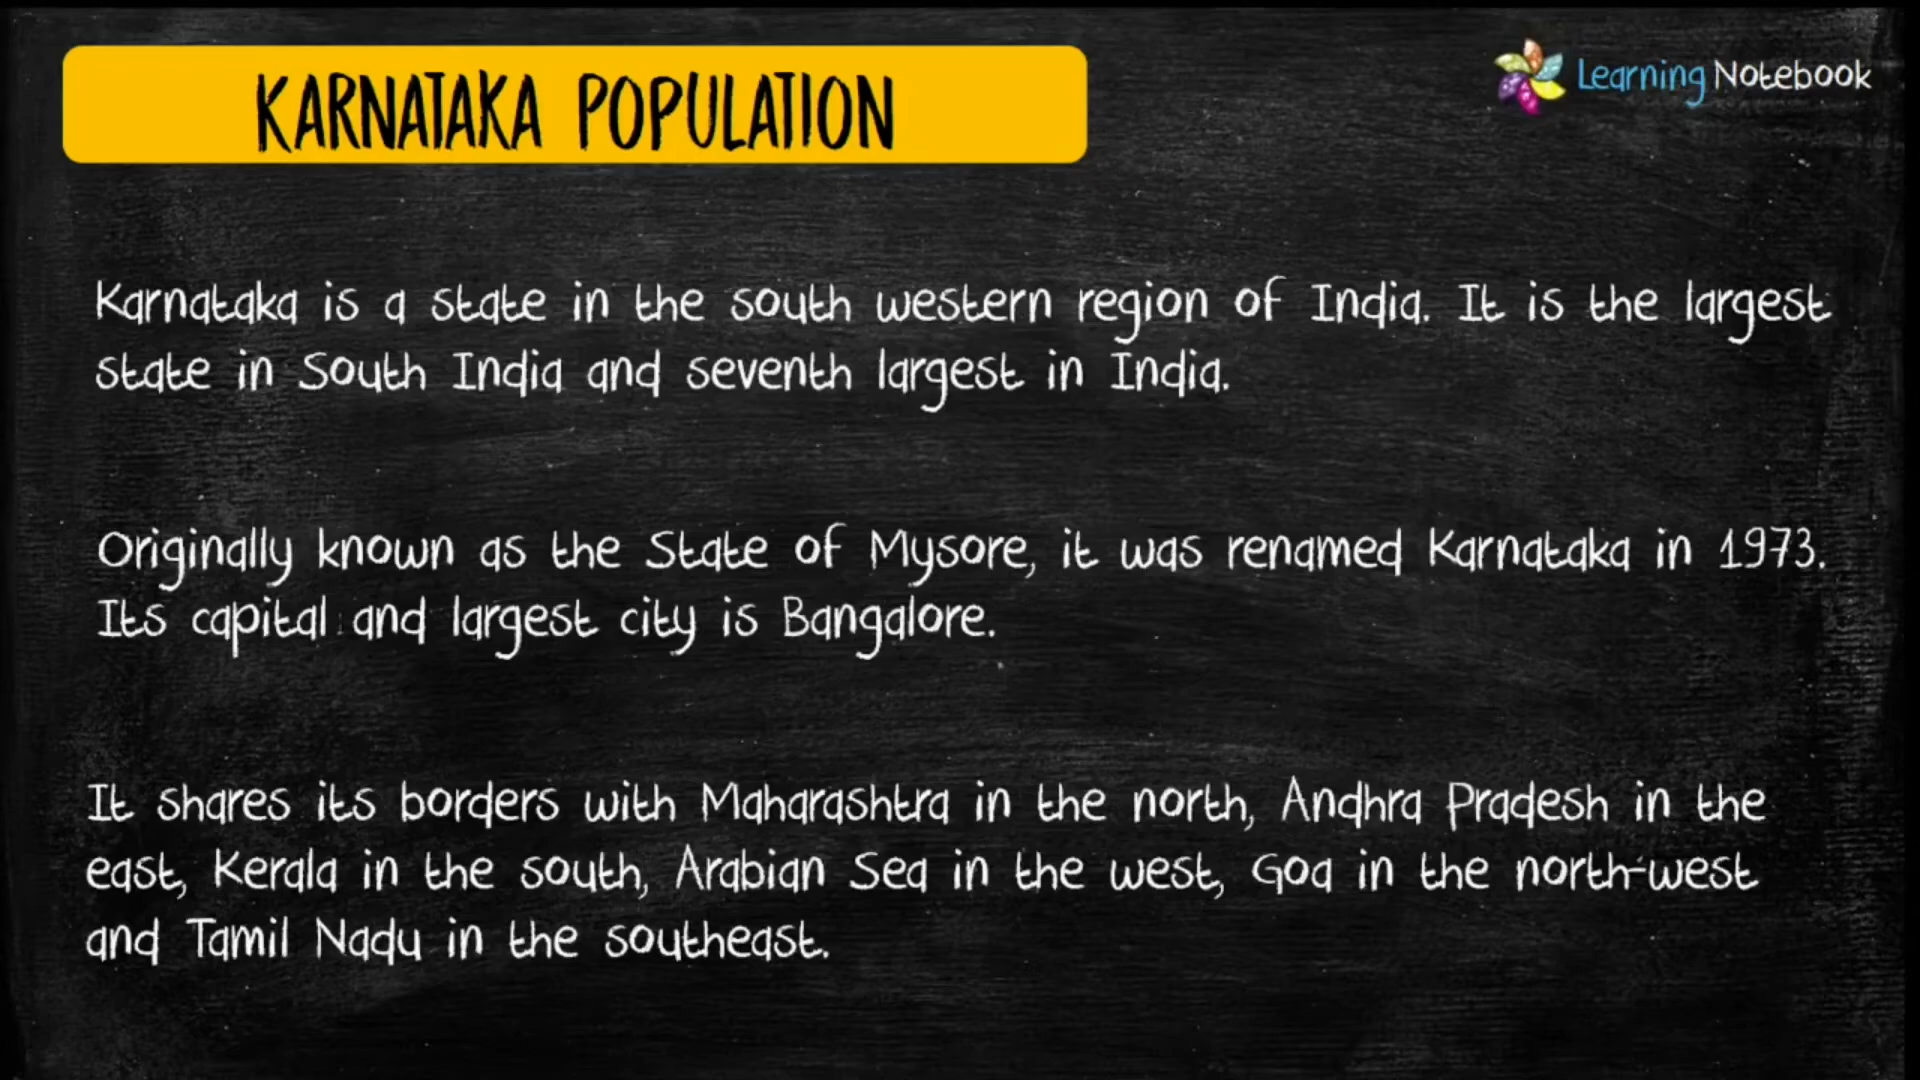 KARNATAKA POPULATION
Learning Notebook
Karnataka is a state in the south western region of India. It is the largest
state in South India and seventh largest in India.
Originally known as the State of Mysore, it was renamed Karnataka in 1973.
Its capital and largest city is Bangalore.
It shares its borders with Maharashtra in the north, Andhra Pradesh in the
east, Kerala in the south, Arabian Sea in the west, Goa in the north-west
and Tamil Nadu in the southeast.